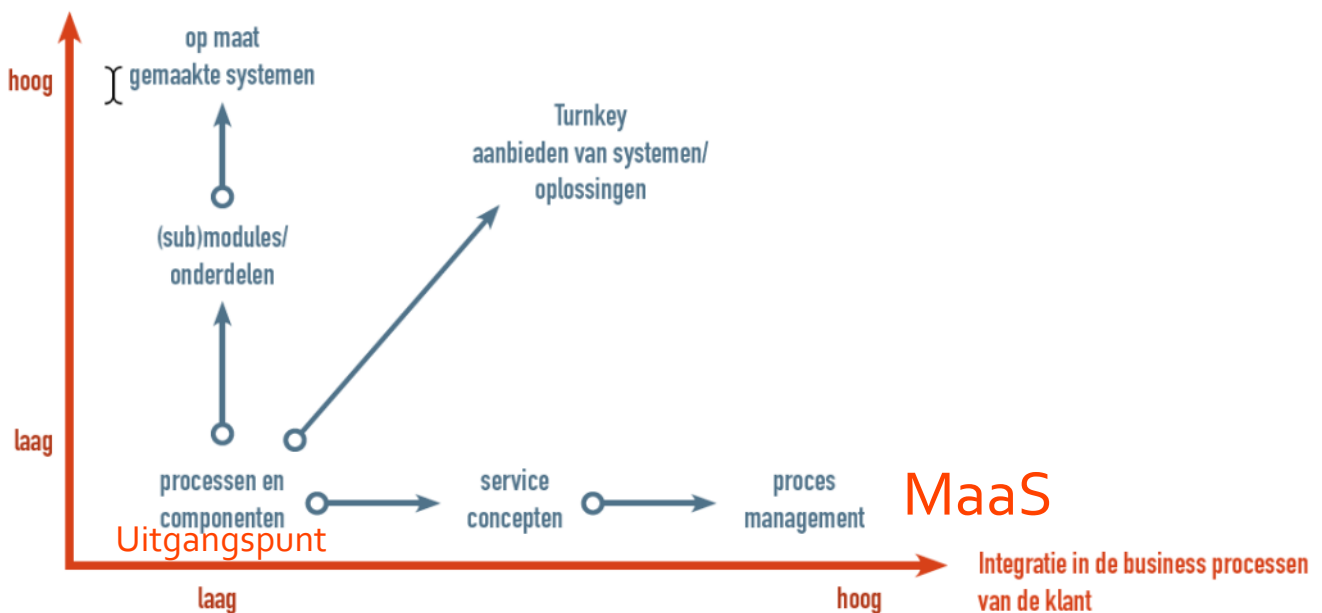 op maat
gemaakte systemen
hoog
Turnkey
aanbieden van systemen/
oplossingen
(sub)modules/
onderdelen
laag
processen en
componenten
Uitgangspunt
service
concepten
proces
management
MaaS
laag
hoog
Integratie in de business processen
van de klant